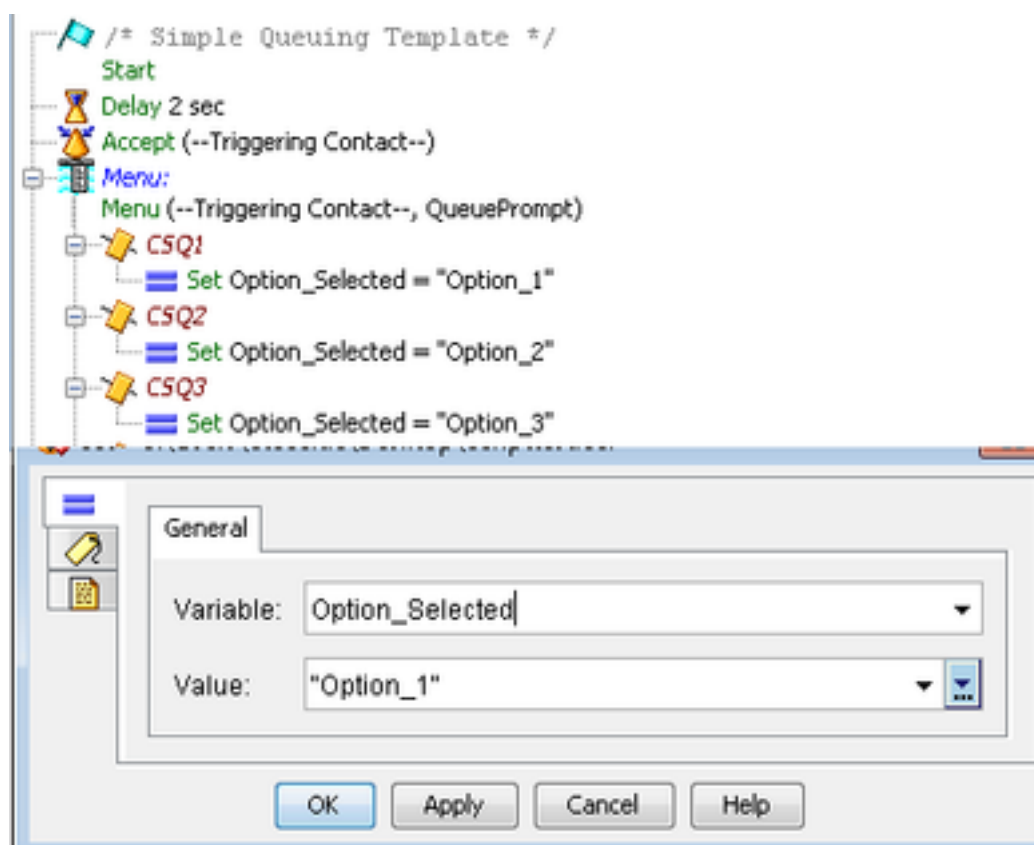 /* Simple Queuing Template */
Start
Delay 2 sec
Accept (--Triggering Contact--)
Menu:
Menu (--Triggering Contact--, QueuePrompt)
CSQ1
Set Option_Selected = "Option_1"
CSQ2
Set Option_Selected = "Option_2"
CSQ3
Set Option_Selected = "Option_3"
General
Variable: Option_Selected
Value: "Option_1"
OK Apply Cancel Help